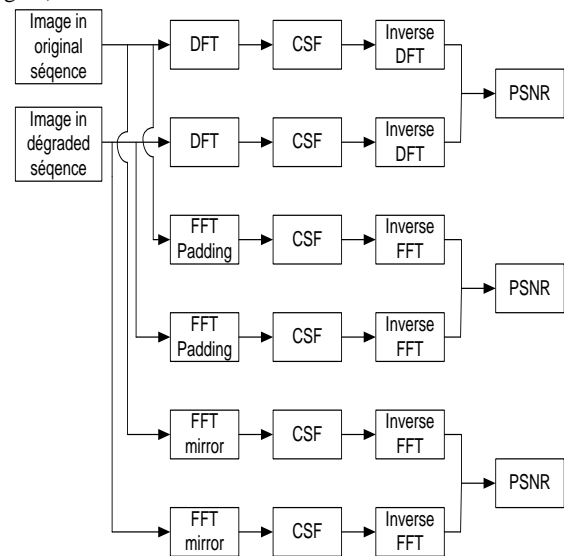 Image in
original
séqence
DFT
CSF
Inverse
DFT
PSNR
Image in
dégraded
séqence
DFT
CSF
Inverse
DFT
FFT
Padding
CSF
Inverse
FFT
PSNR
FFT
Padding
CSF
Inverse
FFT
FFT
mirror
CSF
Inverse
FFT
PSNR
FFT
mirror
CSF
Inverse
FFT